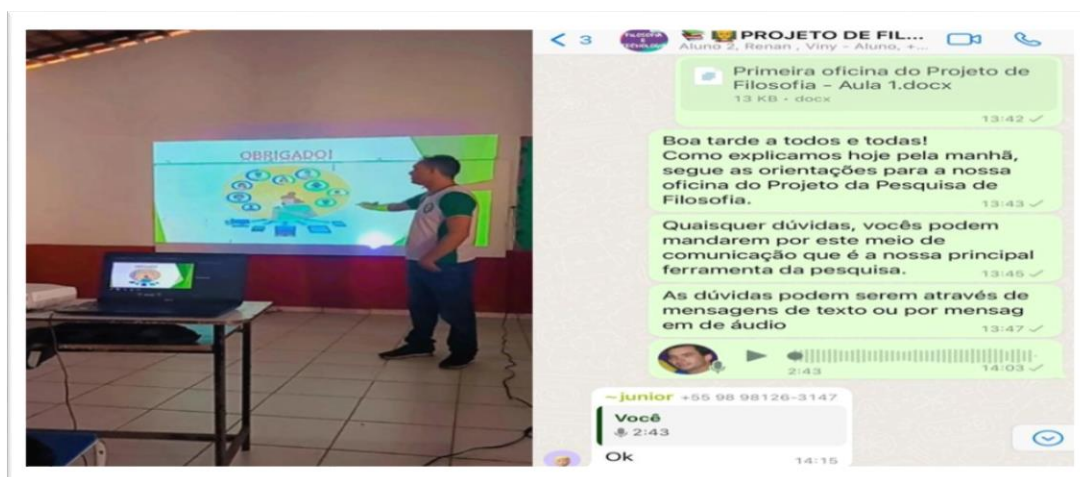 OBRIGADO!
3
PROJETO DE FIL...
Aluno 2, Renan , Viny - Aluno, +...
Primeira oficina do Projeto de
Filosofia - Aula 1.docx
13 KB • docx
13:42
Boa tarde a todos e todas!
Como explicamos hoje pela manhã,
segue as orientações para a nossa
oficina do Projeto da Pesquisa de
Filosofia.
13:43
Quaisquer dúvidas, vocês podem
mandarem por este meio de
comunicação que é a nossa principal
ferramenta da pesquisa.
13:45
As dúvidas podem serem através de
mensagens de texto ou por mensag
em de áudio
13:47
2:43
14:03
~junior +55 98 98126-3147
Você
2:43
Ok
14:15